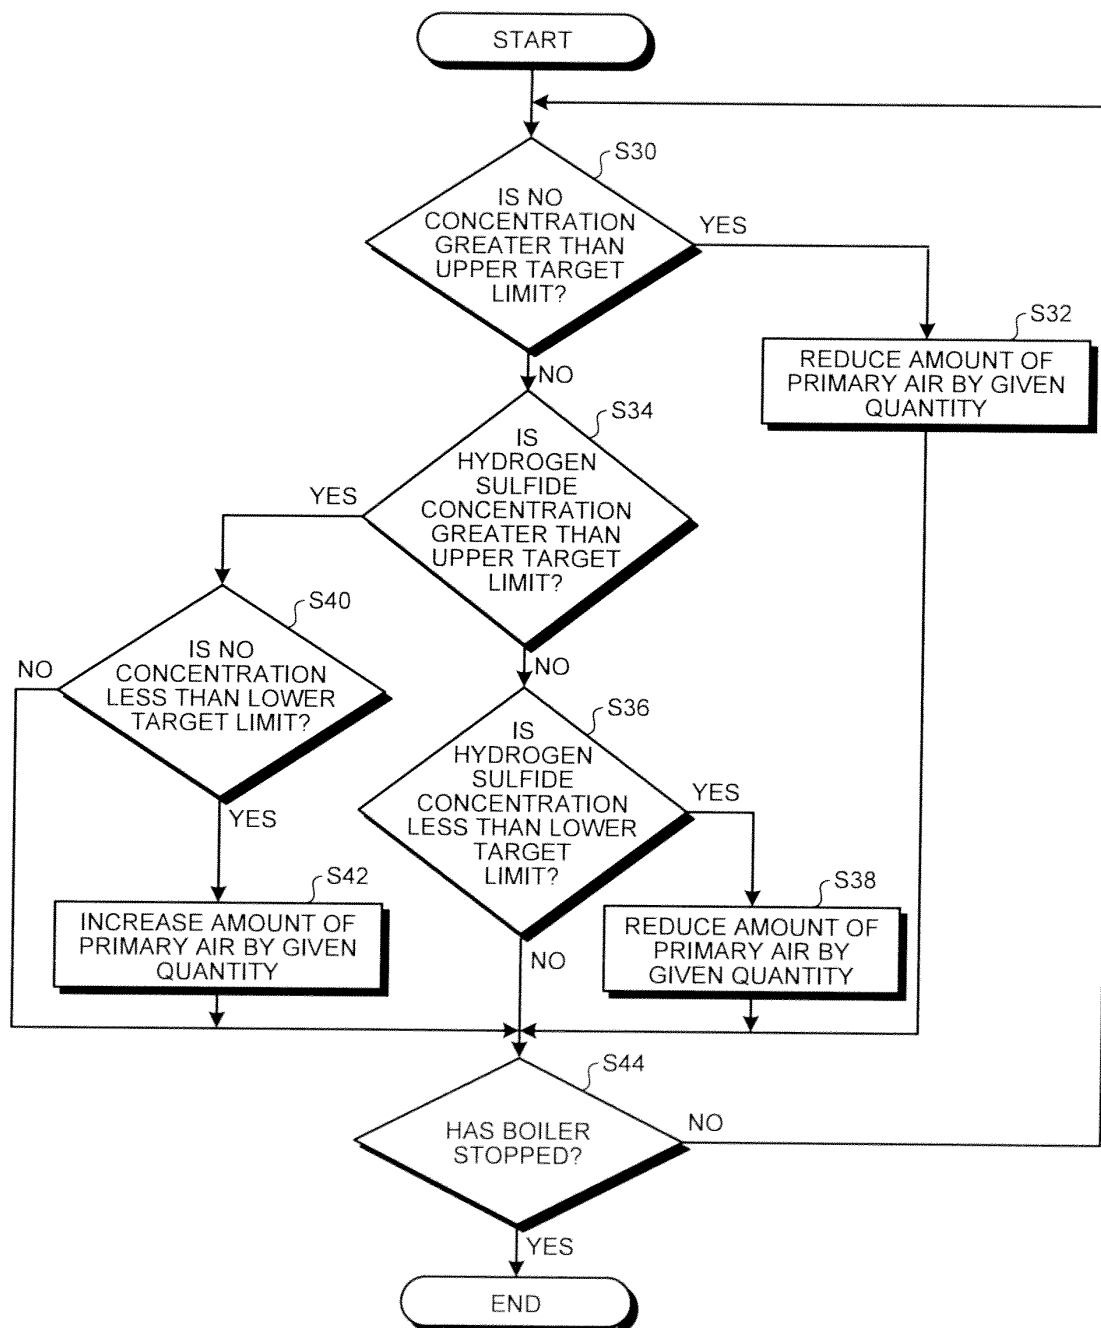 START
S30
IS NO
CONCENTRATION
GREATER THAN
UPPER TARGET
LIMIT?
YES
S32
REDUCE AMOUNT OF
PRIMARY AIR BY GIVEN
QUANTITY
NO
S34
IS
HYDROGEN
SULFIDE
CONCENTRATION
GREATER THAN
UPPER TARGET
LIMIT?
YES
S40
IS NO
CONCENTRATION
LESS THAN LOWER
TARGET LIMIT?
NO
NO
S36
IS
HYDROGEN
SULFIDE
CONCENTRATION
LESS THAN LOWER
TARGET
LIMIT?
YES
YES
S42
INCREASE AMOUNT OF
PRIMARY AIR BY GIVEN
QUANTITY
S38
REDUCE AMOUNT OF
PRIMARY AIR BY
GIVEN QUANTITY
NO
S44
HAS BOILER
STOPPED?
NO
YES
END